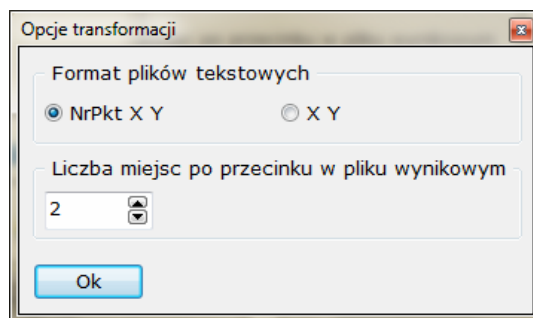 Opcje transformacji
Format plików tekstowych
NrPkt X Y
X Y
Liczba miejsc po przecinku w pliku wynikowym
2
Ok